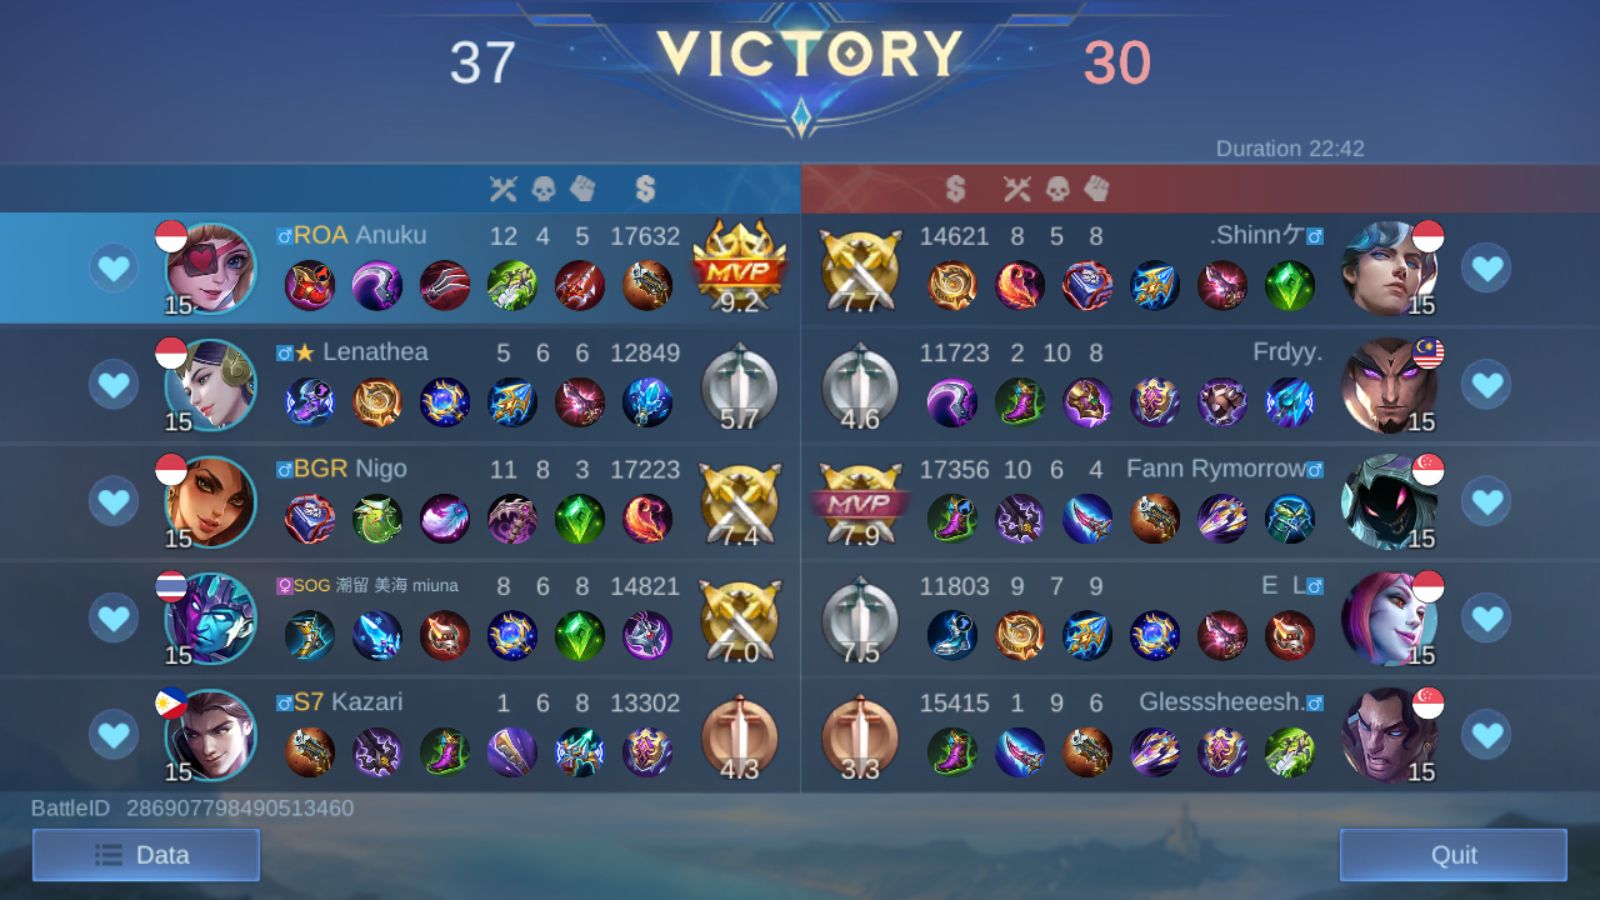 37 VICTORY 30
Duration 22:42
ROA Anuku 12 4 5 17632 MVP 9.2
15
7.7 14621 8 5 8 .Shinnケ
15
Lenathea 5 6 6 12849 5.7
15
4.6 11723 2 10 8 Frdyy.
15
BGR Nigo 11 8 3 17223 7.4
15
MVP 7.9 17356 10 6 4 Fann Rymorrow
15
SOG 潮留 美海 miuna 8 6 8 14821 7.0
15
7.5 11803 9 7 9 E L
15
S7 Kazari 1 6 8 13302 4.3
15
3.3 15415 1 9 6 Glesssheeesh.
15
BattleID 286907798490513460
Data
Quit